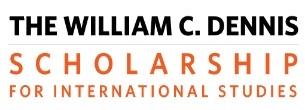 THE WILLIAM C. DENNIS
SCHOLARSHIP
FOR INTERNATIONAL STUDIES